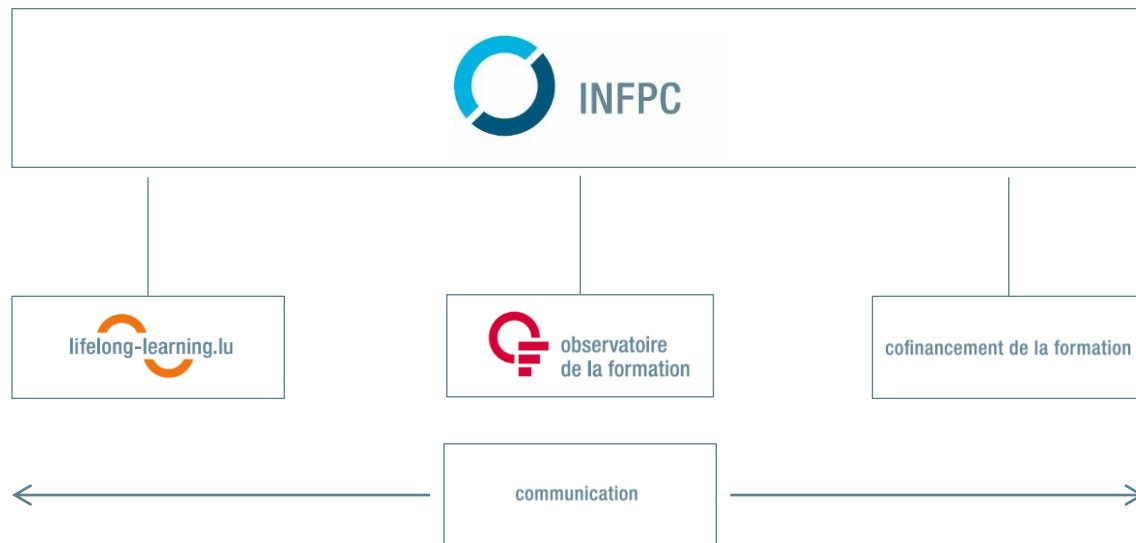 INFPC
lifelong-learning.lu
observatoire
de la formation
cofinancement de la formation
communication